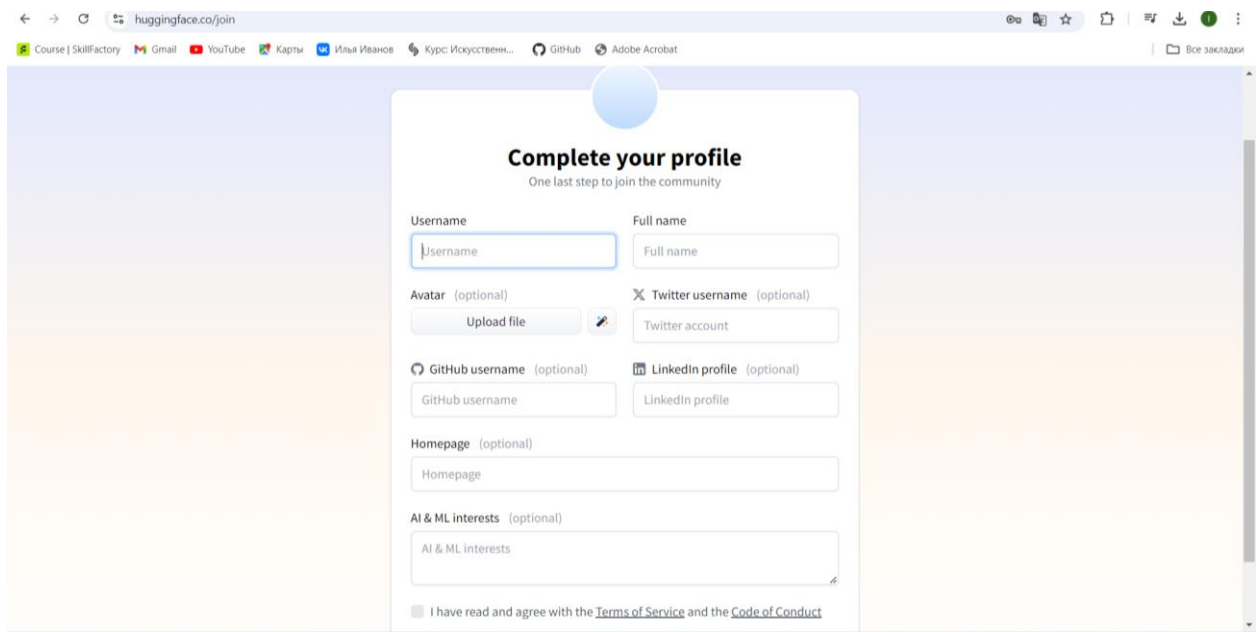 huggingface.co/join
Course | SkillFactory Gmail YouTube Карты Илья Иванов Курс: Искусственн... GitHub Adobe Acrobat Все закладки
Complete your profile
One last step to join the community
Username Full name
Username Full name
Avatar (optional) Twitter username (optional)
Upload file Twitter account
GitHub username (optional) LinkedIn profile (optional)
GitHub username LinkedIn profile
Homepage (optional)
Homepage
AI & ML interests (optional)
AI & ML interests
I have read and agree with the Terms of Service and the Code of Conduct